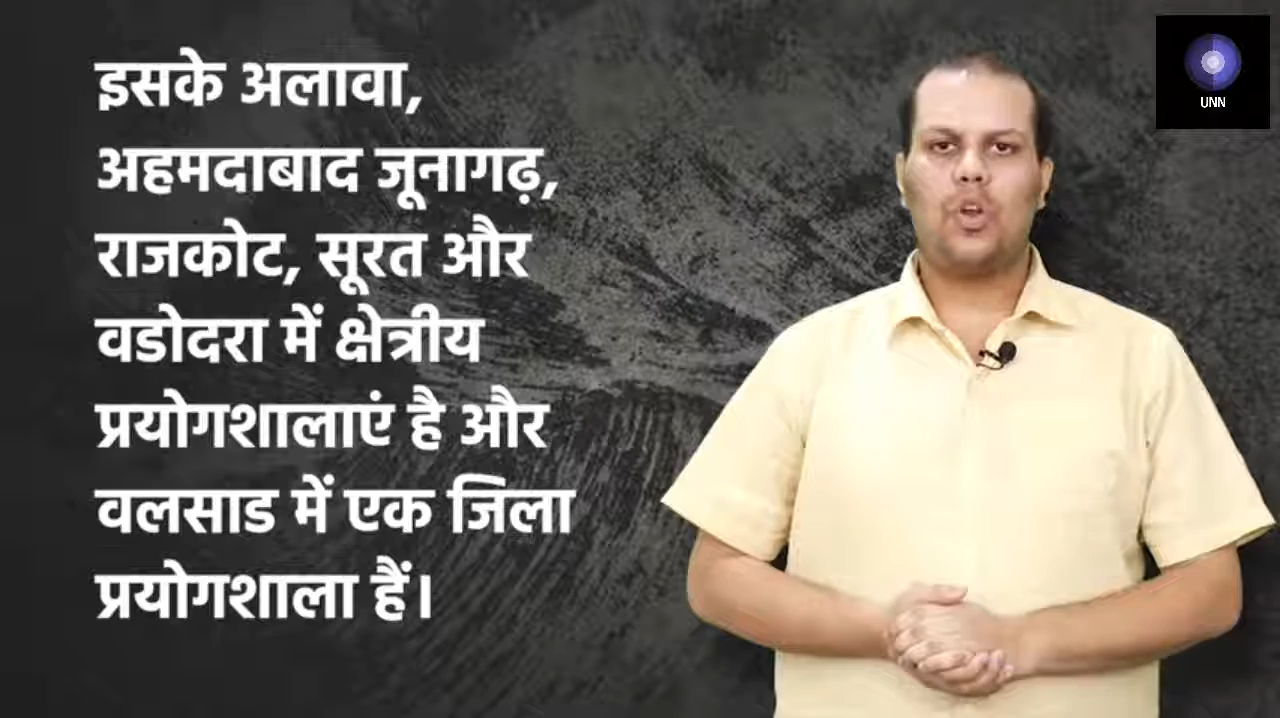 इसके अलावा,
अहमदाबाद जूनागढ़,
राजकोट, सूरत और
वडोदरा में क्षेत्रीय
प्रयोगशालाएं है और
वलसाड में एक जिला
प्रयोगशाला हैं।
UNN